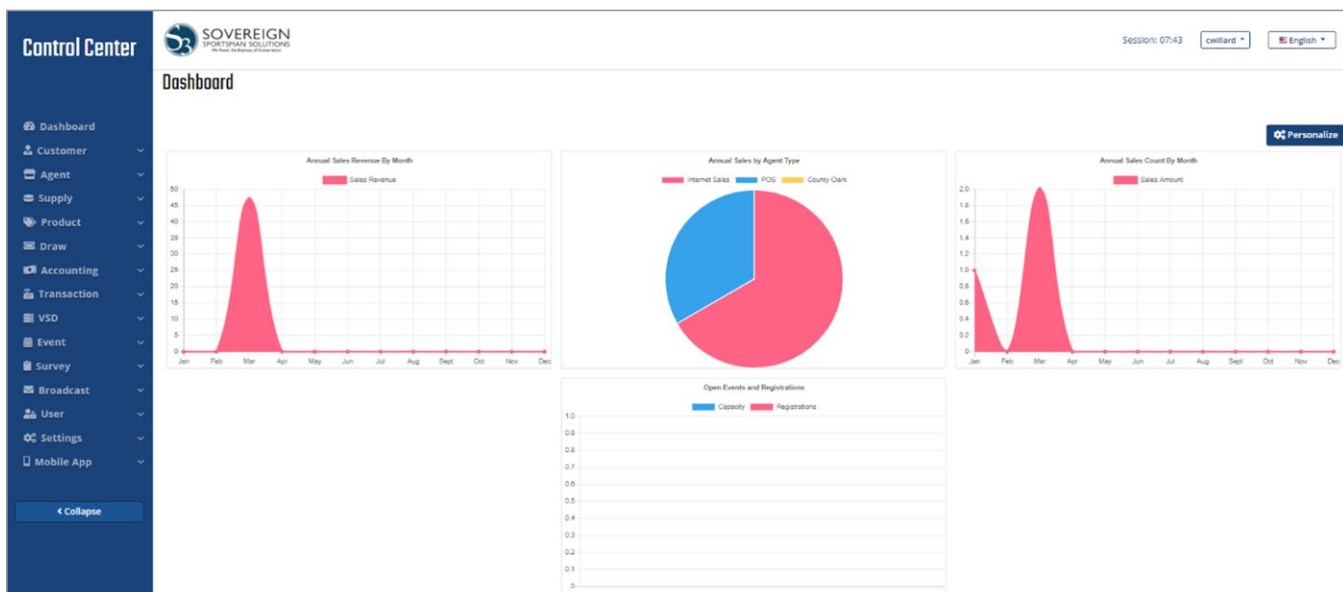 Control Center
S3
SOVEREIGN
SPORTSMAN SOLUTIONS
We Power the Business of Conservation
Session: 07:43
cwillard
English
Dashboard
Personalize
Dashboard
Customer
Agent
Supply
Product
Draw
Accounting
Transaction
VSD
Event
Survey
Broadcast
User
Settings
Mobile App
Collapse
Annual Sales Revenue By Month
Sales Revenue
50
45
40
35
30
25
20
15
10
5
0
Jan Feb Mar Apr May Jun Jul Aug Sept Oct Nov Dec
Annual Sales by Agent Type
Internet Sales POS County Clerk
Annual Sales Count By Month
Sales Amount
2.0
1.8
1.6
1.4
1.2
1.0
0.8
0.6
0.4
0.2
0
Jan Feb Mar Apr May Jun Jul Aug Sept Oct Nov Dec
Open Events and Registrations
Capacity Registrations
1.0
0.9
0.8
0.7
0.6
0.5
0.4
0.3
0.2
0.1
0